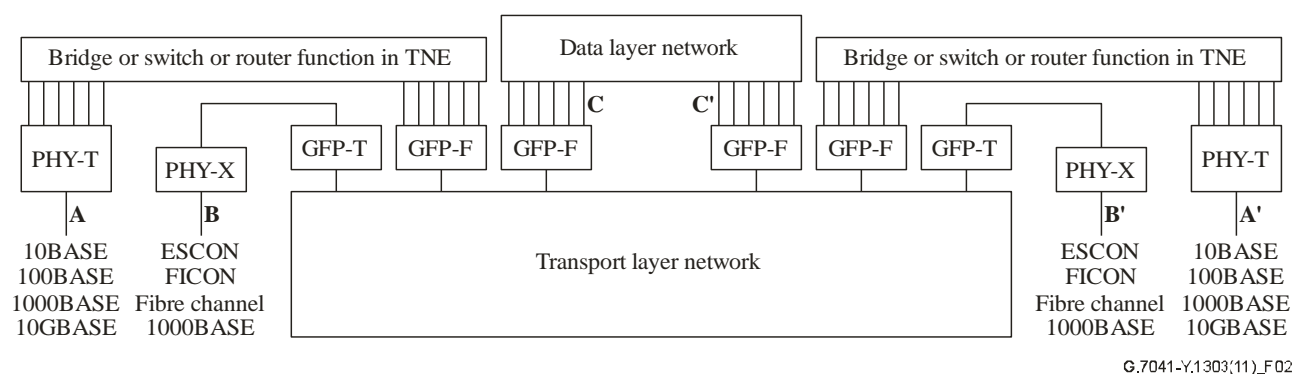 Bridge or switch or router function in TNE
Data layer network
Bridge or switch or router function in TNE
C
C'
PHY-T
PHY-X
GFP-T
GFP-F
GFP-F
GFP-F
GFP-F
GFP-T
PHY-X
PHY-T
A
B
B'
A'
10BASE
100BASE
1000BASE
10GBASE
ESCON
FICON
Fibre channel
1000BASE
Transport layer network
ESCON
FICON
Fibre channel
1000BASE
10BASE
100BASE
1000BASE
10GBASE
G.7041-Y.1303(11)_F02